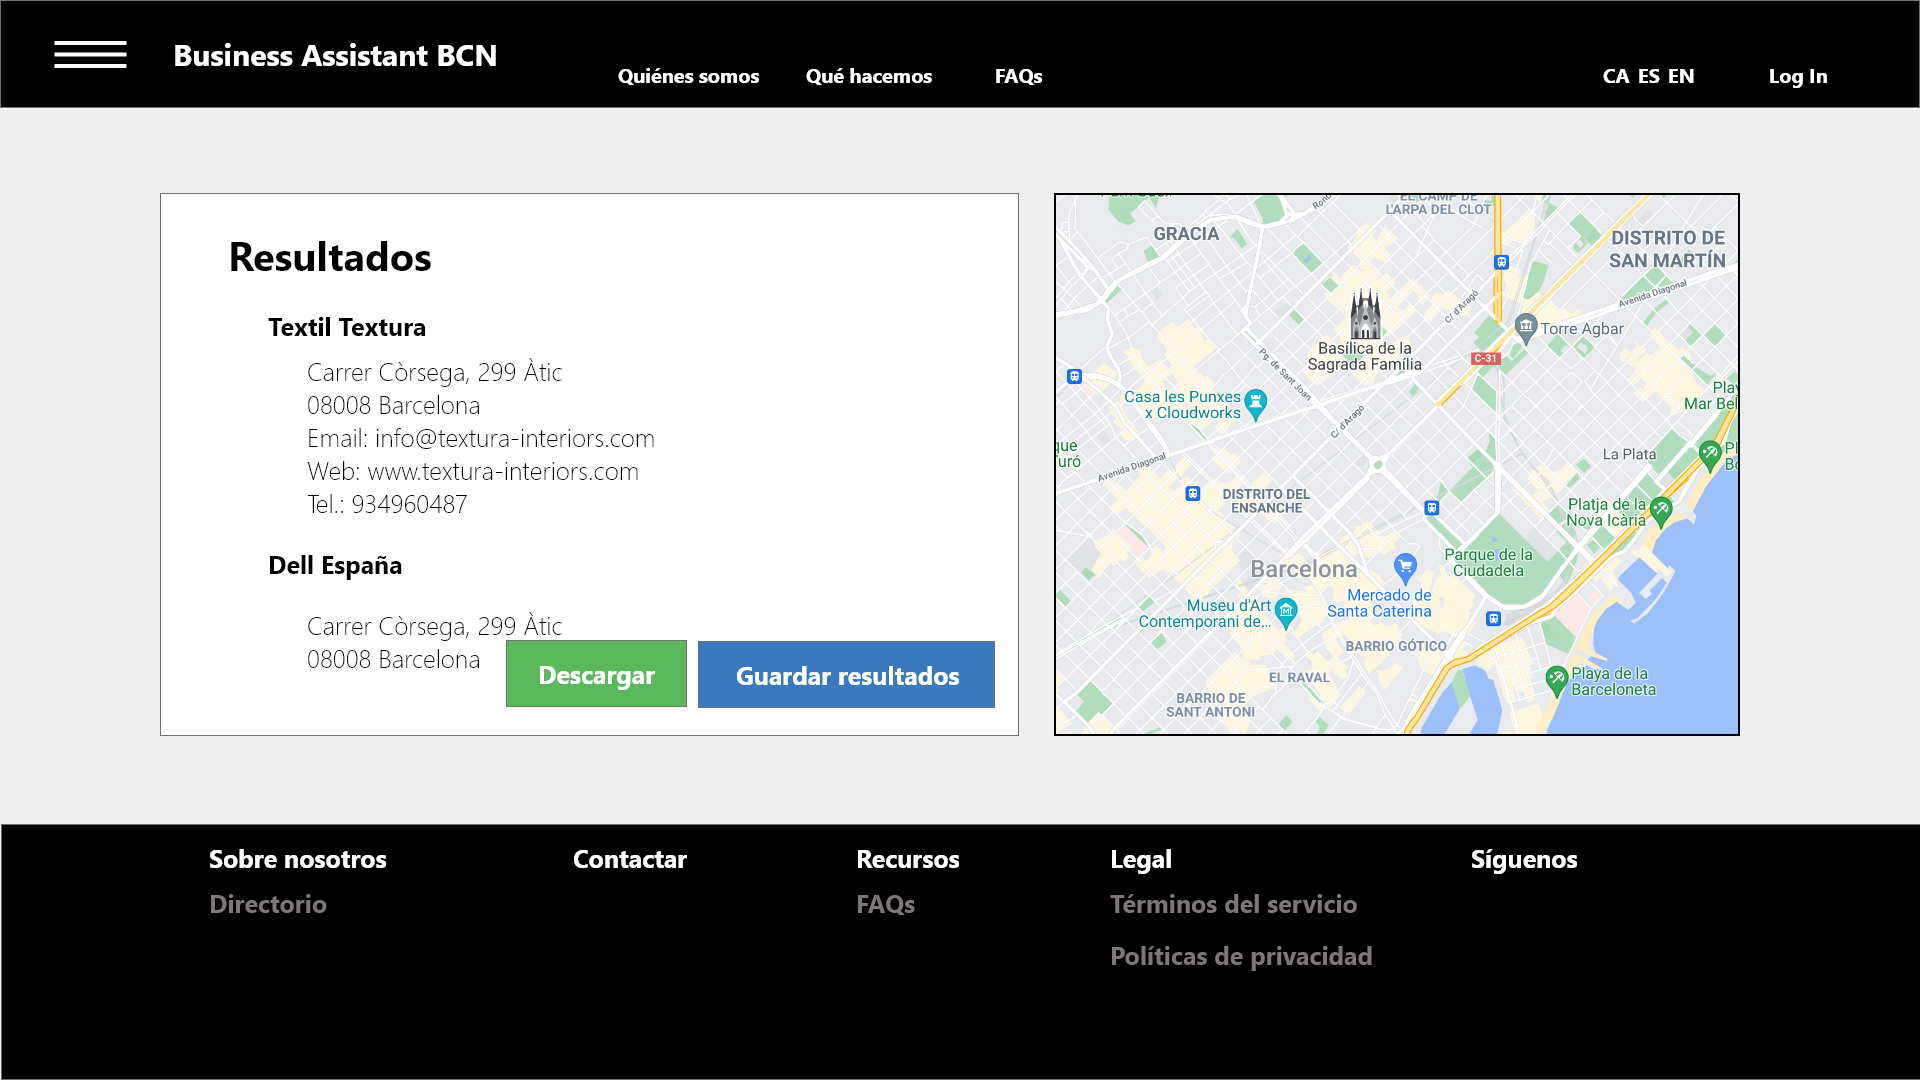 Business Assistant BCN
Quiénes somos
Qué hacemos
FAQs
CA ES EN
Log In
Resultados
Textil Textura
Carrer Còrsega, 299 Àtic
08008 Barcelona
Email: info@textura-interiors.com
Web: www.textura-interiors.com
Tel.: 934960487
Dell España
Carrer Còrsega, 299 Àtic
08008 Barcelona
Descargar
Guardar resultados
EL CAMP DE
L'ARPA DEL CLOT
GRACIA
DISTRITO DE
SAN MARTÍN
Avenida Diagonal
C/ d'Aragó
Torre Agbar
Basílica de la
Sagrada Família
C-31
Pg. de Sant Joan
Casa les Punxes
x Cloudworks
C/ d'Aragó
Mar Bel
que
uró
Avenida Diagonal
La Plata
DISTRITO DEL
ENSANCHE
Platja de la
Nova Icària
Parque de la
Ciudadela
Barcelona
Mercado de
Santa Caterina
Museu d'Art
Contemporani de...
BARRIO GÓTICO
EL RAVAL
Playa de la
Barceloneta
BARRIO DE
SANT ANTONI
Sobre nosotros
Directorio
Contactar
Recursos
FAQs
Legal
Términos del servicio
Políticas de privacidad
Síguenos